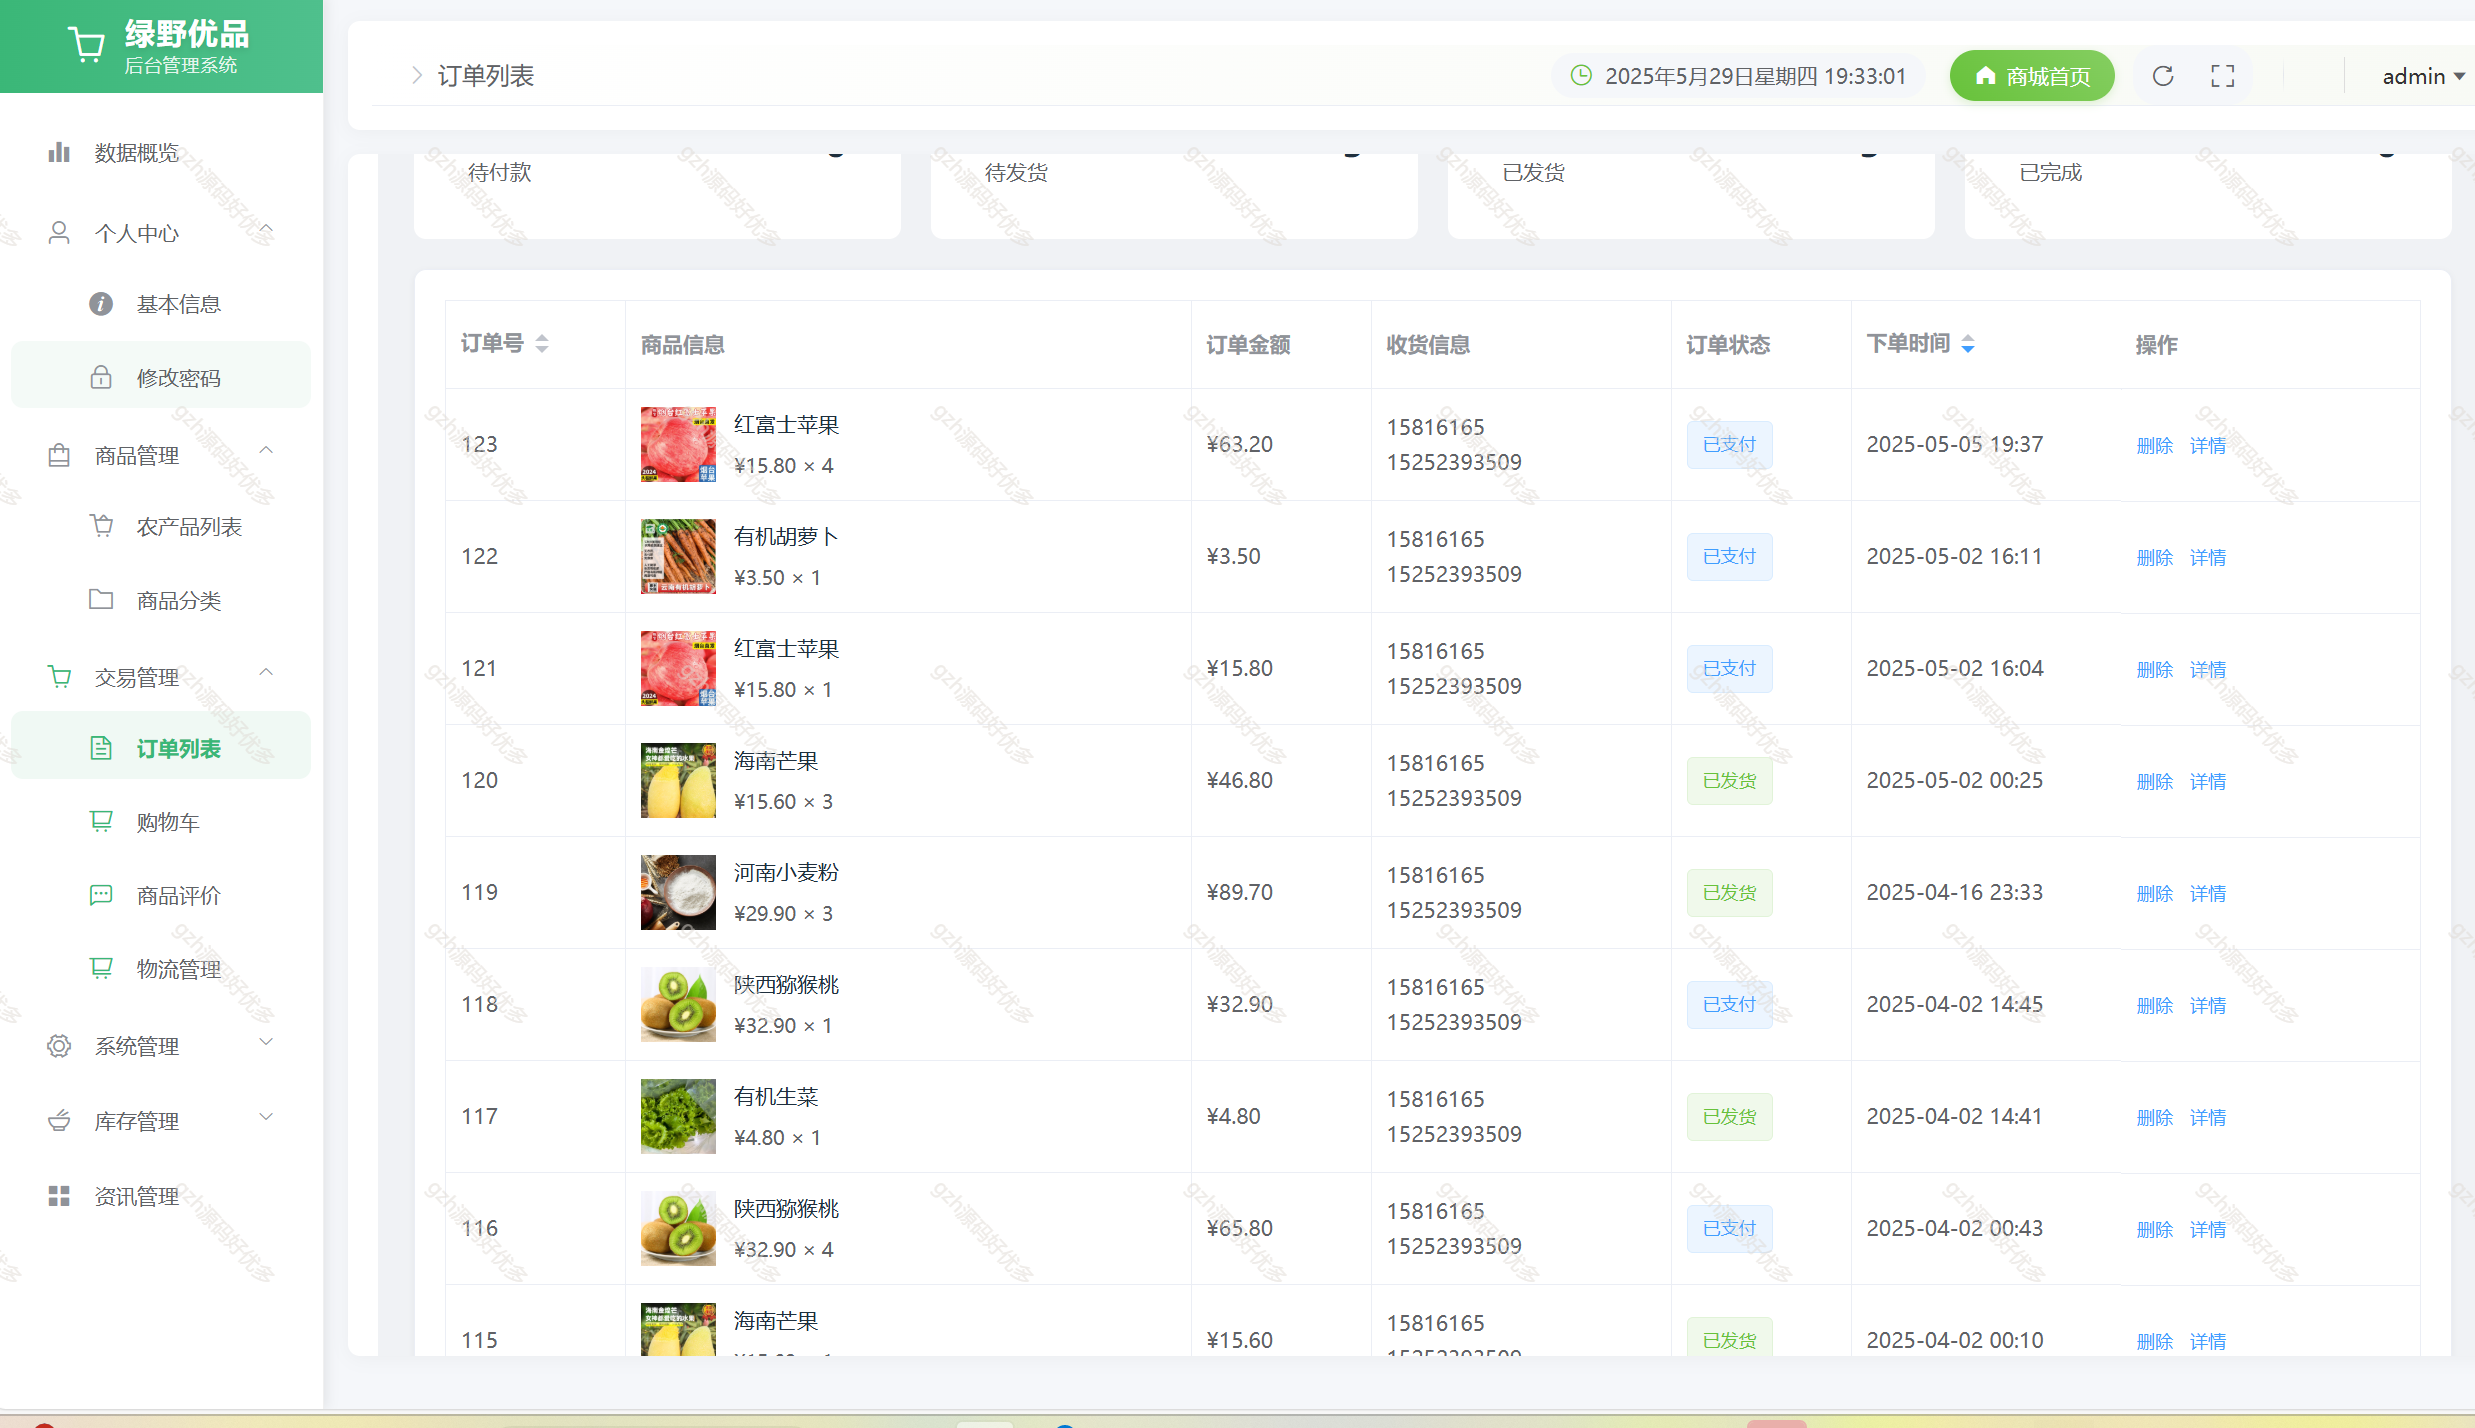 绿野优品
后台管理系统
数据概览
个人中心
基本信息
修改密码
商品管理
农产品列表
商品分类
交易管理
订单列表
购物车
商品评价
物流管理
系统管理
库存管理
资讯管理
订单列表
2025年5月29日星期四 19:33:01
商城首页
admin
待付款
待发货
已发货
已完成
订单号 商品信息 订单金额 收货信息 订单状态 下单时间 操作
123
红富士苹果
¥15.80 × 4
¥63.20
15816165
15252393509
已支付
2025-05-05 19:37
删除 详情
122
有机胡萝卜
¥3.50 × 1
¥3.50
15816165
15252393509
已支付
2025-05-02 16:11
删除 详情
121
红富士苹果
¥15.80 × 1
¥15.80
15816165
15252393509
已支付
2025-05-02 16:04
删除 详情
120
海南芒果
¥15.60 × 3
¥46.80
15816165
15252393509
已发货
2025-05-02 00:25
删除 详情
119
河南小麦粉
¥29.90 × 3
¥89.70
15816165
15252393509
已发货
2025-04-16 23:33
删除 详情
118
陕西猕猴桃
¥32.90 × 1
¥32.90
15816165
15252393509
已支付
2025-04-02 14:45
删除 详情
117
有机生菜
¥4.80 × 1
¥4.80
15816165
15252393509
已发货
2025-04-02 14:41
删除 详情
116
陕西猕猴桃
¥32.90 × 4
¥65.80
15816165
15252393509
已支付
2025-04-02 00:43
删除 详情
115
海南芒果
¥15.60
15816165
已发货
2025-04-02 00:10
删除 详情
gzh源码好优多